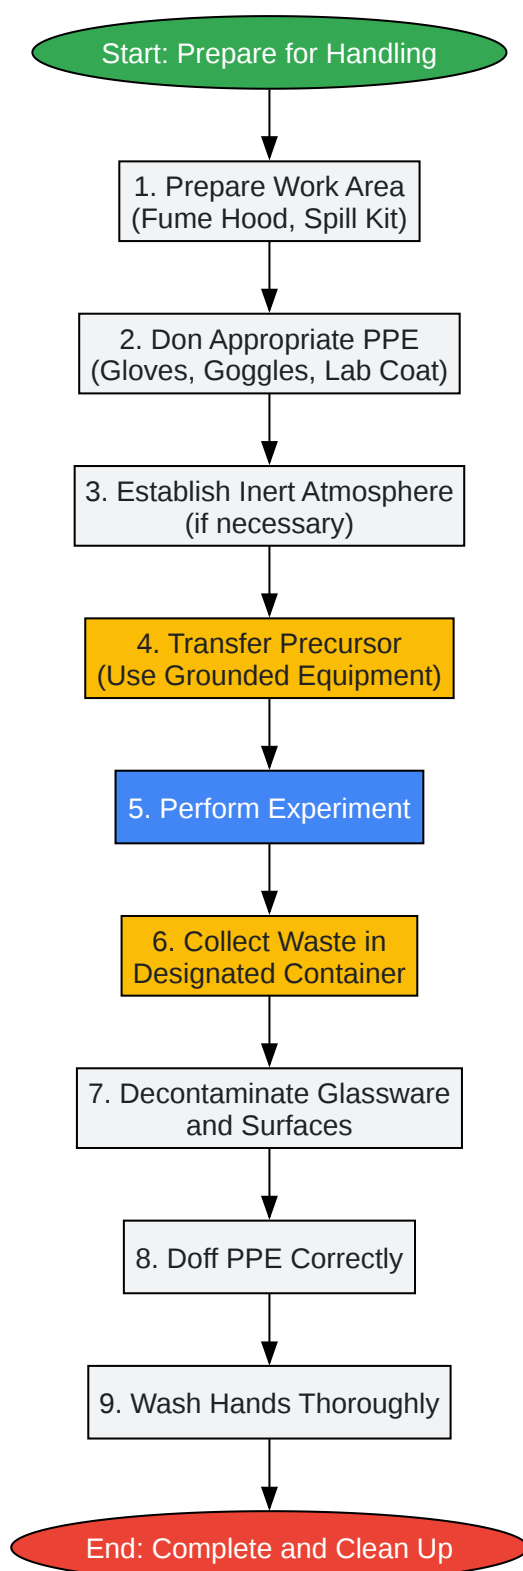 Start: Prepare for Handling
1. Prepare Work Area
(Fume Hood, Spill Kit)
2. Don Appropriate PPE
(Gloves, Goggles, Lab Coat)
3. Establish Inert Atmosphere
(if necessary)
4. Transfer Precursor
(Use Grounded Equipment)
5. Perform Experiment
6. Collect Waste in
Designated Container
7. Decontaminate Glassware
and Surfaces
8. Doff PPE Correctly
9. Wash Hands Thoroughly
End: Complete and Clean Up